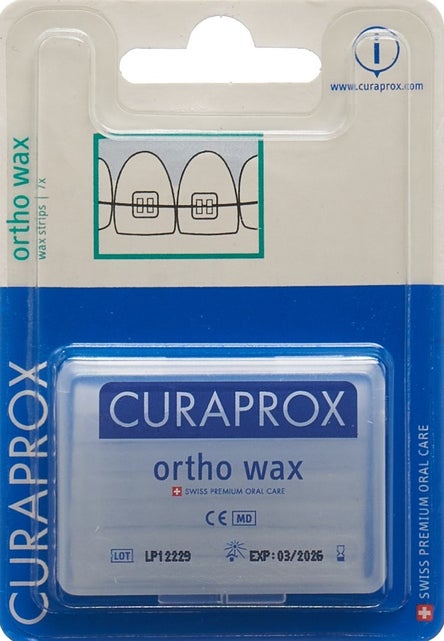 www.curaprox.com
ortho wax
wax strips | 7x
CURAPROX
CURAPROX
ortho wax
SWISS PREMIUM ORAL CARE
CE MD
LOT LP12229 EXP:03/2026
SWISS PREMIUM ORAL CARE